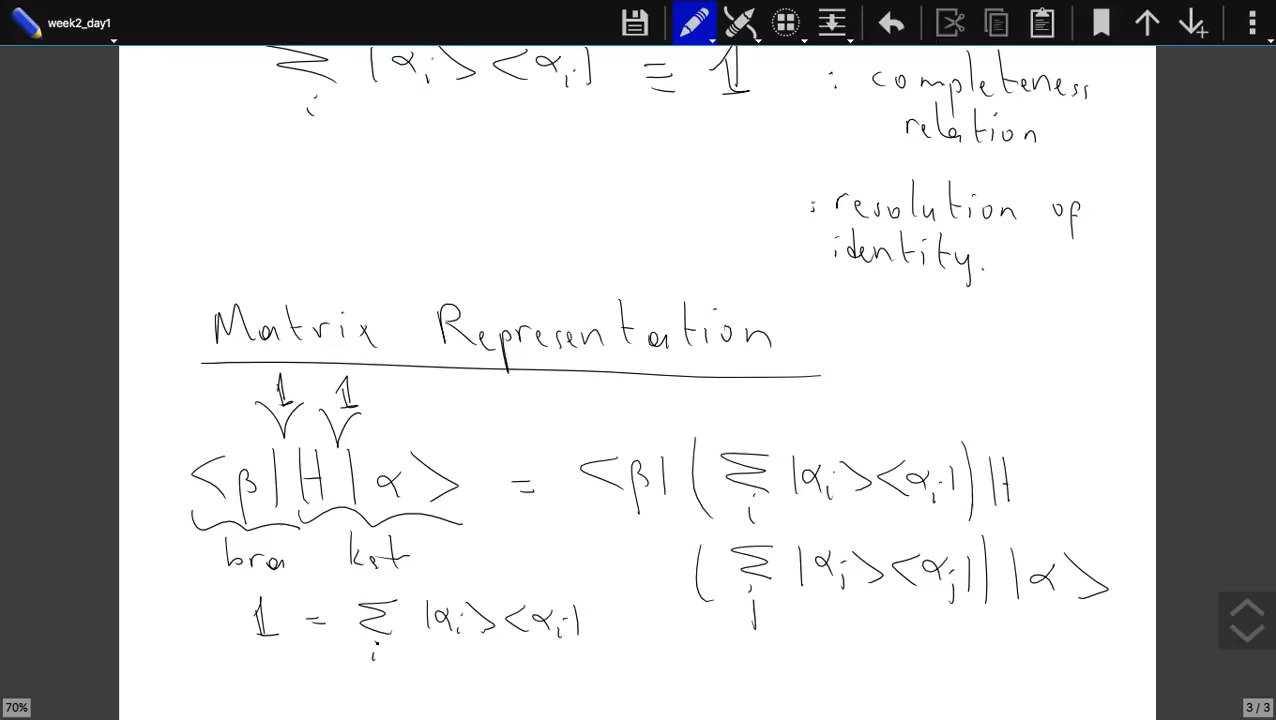 week2_day1
Σ |αᵢ> <αᵢ| = 1 : completeness
i
relation
: resolution of
identity.
Matrix Representation
1 1
<β|H|α> = <β| ( Σ |αᵢ><αᵢ| ) H
i
bra ket
( Σ |αⱼ><αⱼ| ) |α>
j
1 = Σ |αᵢ><αᵢ|
i
70%
3 / 3